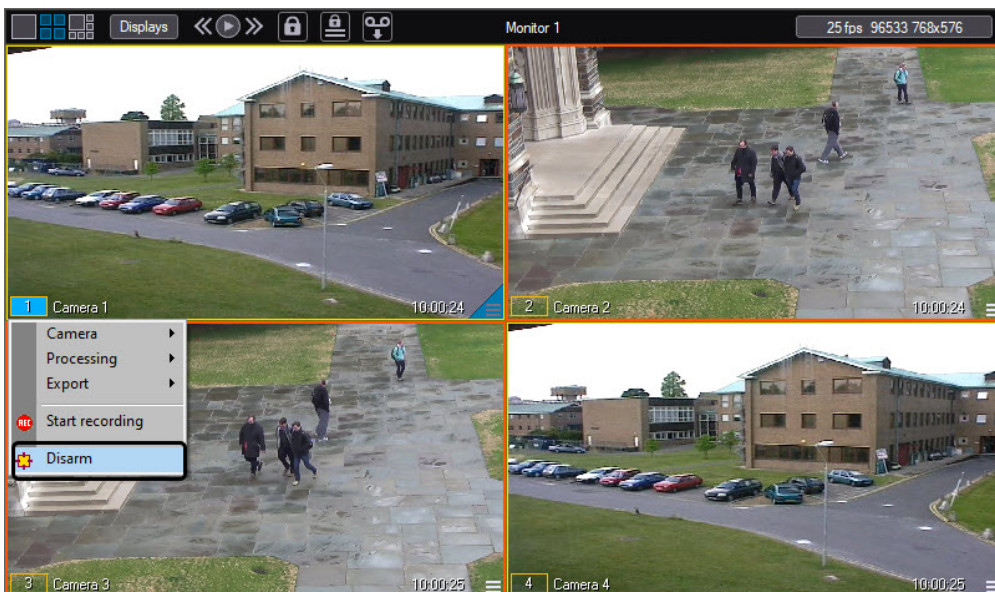 Displays
Monitor 1
25 fps 96533 768x576
1 Camera 1 10:00:24
2 Camera 2 10:00:24
Camera
Processing
Export
REC Start recording
Disarm
3 Camera 3 10:00:25
4 Camera 4 10:00:25